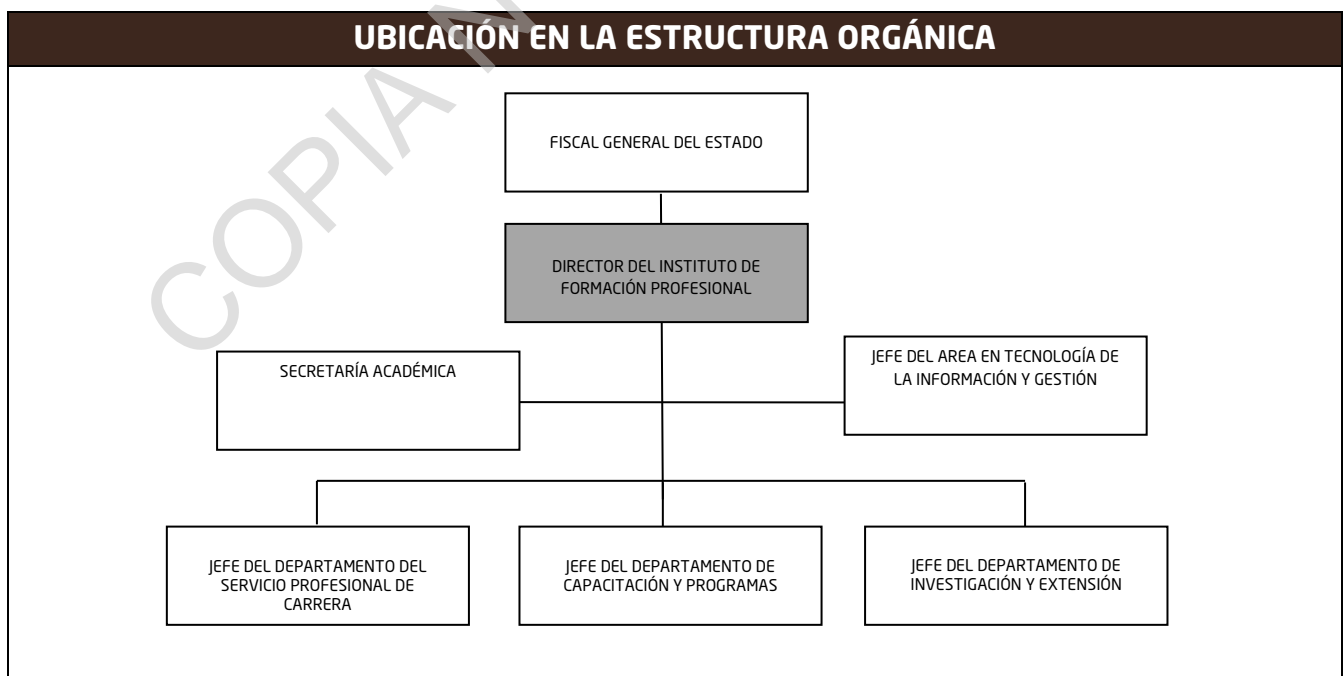 UBICACIÓN EN LA ESTRUCTURA ORGÁNICA
FISCAL GENERAL DEL ESTADO
DIRECTOR DEL INSTITUTO DE
FORMACIÓN PROFESIONAL
SECRETARÍA ACADÉMICA
JEFE DEL AREA EN TECNOLOGÍA DE
LA INFORMACIÓN Y GESTIÓN
JEFE DEL DEPARTAMENTO DEL
SERVICIO PROFESIONAL DE
CARRERA
JEFE DEL DEPARTAMENTO DE
CAPACITACIÓN Y PROGRAMAS
JEFE DEL DEPARTAMENTO DE
INVESTIGACIÓN Y EXTENSIÓN
COPIA